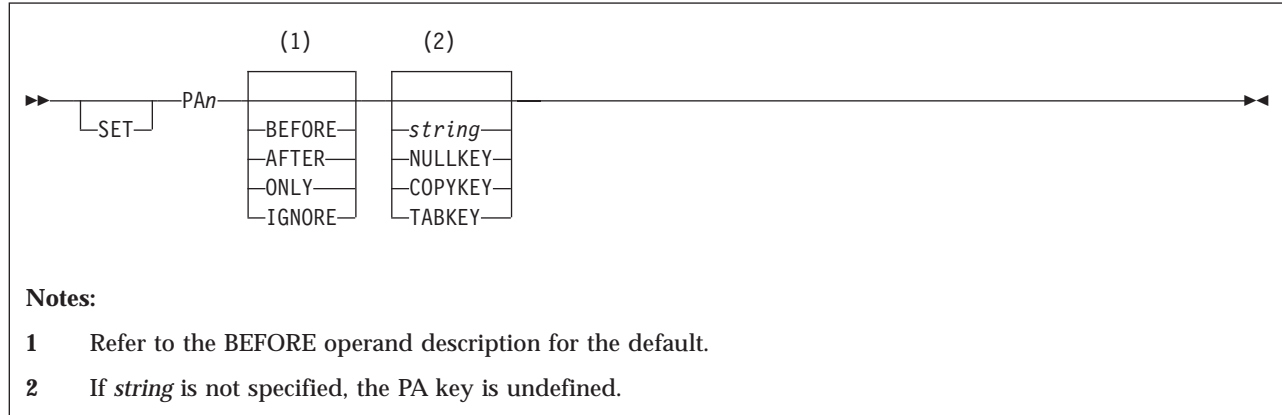 (1) (2)
PAn
SET BEFORE string
AFTER NULLKEY
ONLY COPYKEY
IGNORE TABKEY
Notes:
1 Refer to the BEFORE operand description for the default.
2 If string is not specified, the PA key is undefined.